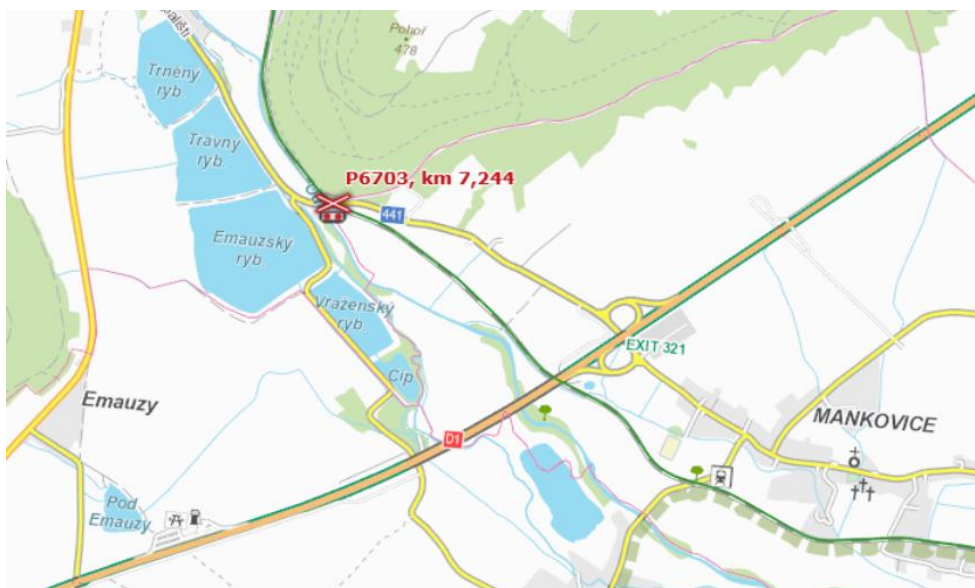 Pohoř
478
Trněný
ryb.
Trávný
ryb.
P6703, km 7,244
441
Emauzský
ryb.
Vraženský
ryb.
EXIT 321
Cíp
Emauzy
MANKOVICE
D1
Pod
Emauzy